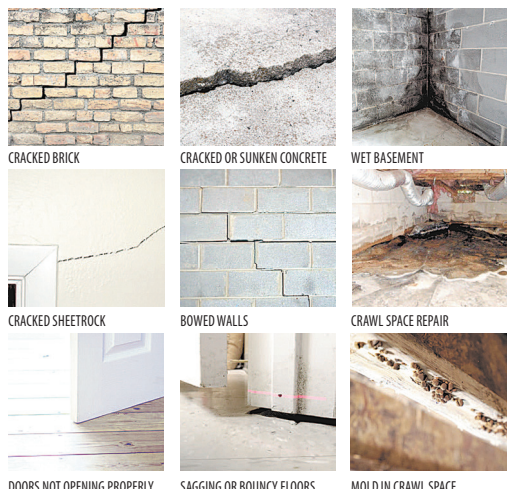 CRACKED BRICK
CRACKED OR SUNKEN CONCRETE
WET BASEMENT
CRACKED SHEETROCK
BOWED WALLS
CRAWL SPACE REPAIR
DOORS NOT OPENING PROPERLY
SAGGING OR BOUNCY FLOORS
MOLD IN CRAWL SPACE